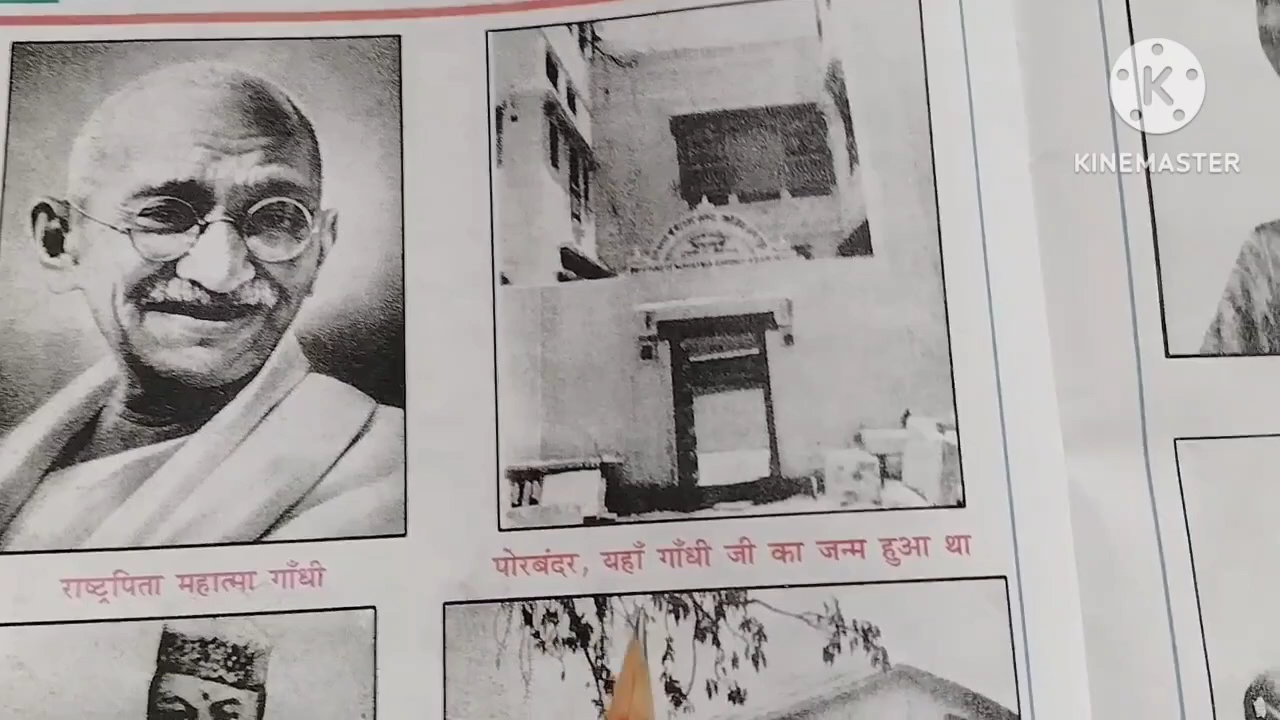 K
KINEMASTER
राष्ट्रपिता महात्मा गाँधी
पोरबंदर, यहाँ गाँधी जी का जन्म हुआ था